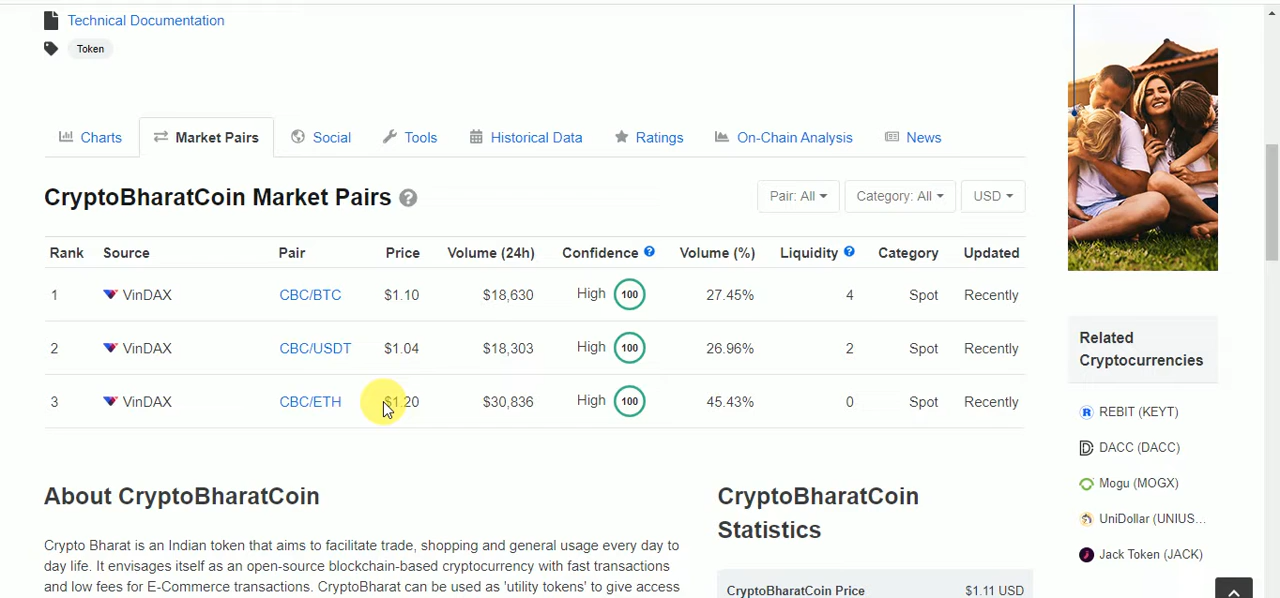 Technical Documentation
Token
Charts Market Pairs Social Tools Historical Data Ratings On-Chain Analysis News
CryptoBharatCoin Market Pairs ? Pair: All Category: All USD
Rank Source Pair Price Volume (24h) Confidence ? Volume (%) Liquidity ? Category Updated
1 VinDAX CBC/BTC $1.10 $18,630 High 100 27.45% 4 Spot Recently
2 VinDAX CBC/USDT $1.04 $18,303 High 100 26.96% 2 Spot Recently
3 VinDAX CBC/ETH $1.20 $30,836 High 100 45.43% 0 Spot Recently
About CryptoBharatCoin
Crypto Bharat is an Indian token that aims to facilitate trade, shopping and general usage every day to
day life. It envisages itself as an open-source blockchain-based cryptocurrency with fast transactions
and low fees for E-Commerce transactions. CryptoBharat can be used as 'utility tokens' to give access
CryptoBharatCoin
Statistics
CryptoBharatCoin Price $1.11 USD
Related
Cryptocurrencies
REBIT (KEYT)
DACC (DACC)
Mogu (MOGX)
UniDollar (UNIUS...
Jack Token (JACK)